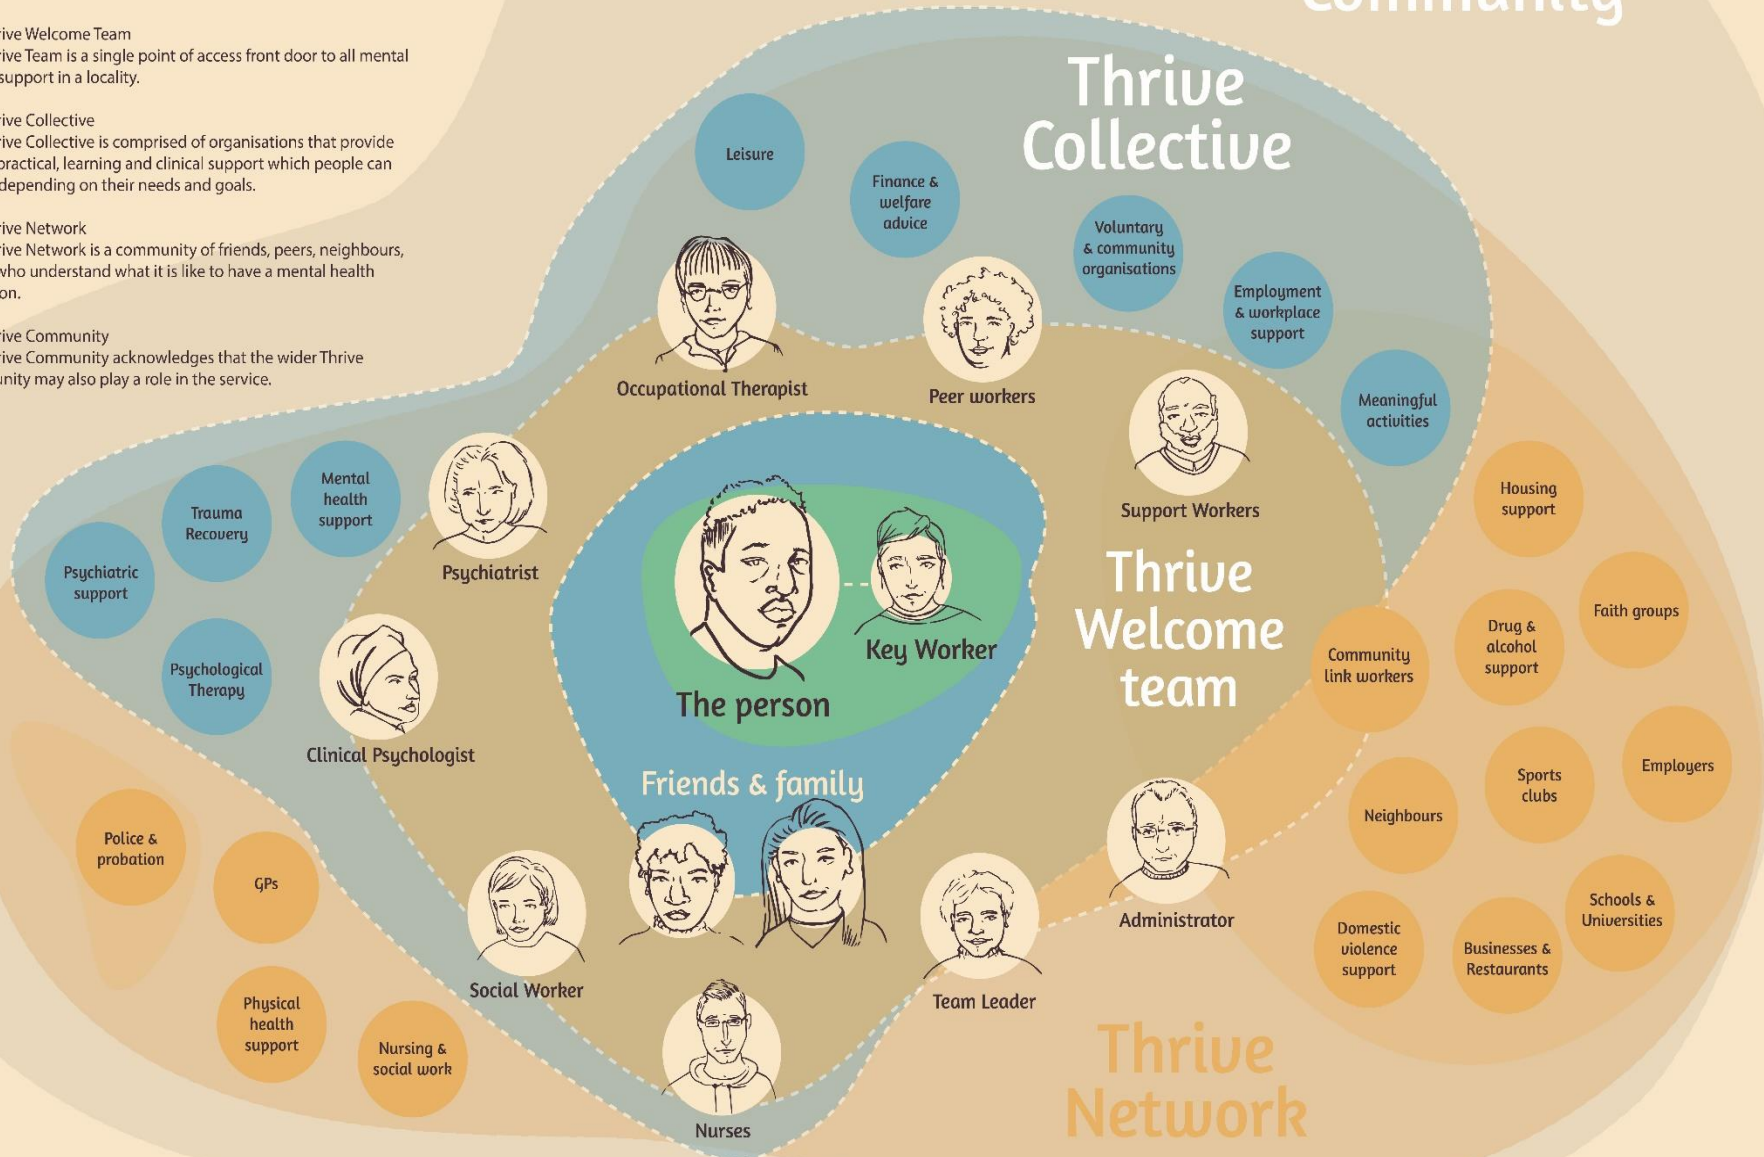 ive Welcome Team
ive Team is a single point of access front door to all mental
support in a locality.
ive Collective
ive Collective is comprised of organisations that provide
practical, learning and clinical support which people can
depending on their needs and goals.
ive Network
ive Network is a community of friends, peers, neighbours,
who understand what it is like to have a mental health
on.
ive Community
ive Community acknowledges that the wider Thrive
unity may also play a role in the service.
Community
Thrive
Collective
Leisure
Finance &
welfare
advice
Voluntary
& community
organisations
Employment
& workplace
support
Meaningful
activities
Occupational Therapist
Peer workers
Support Workers
Psychiatrist
Mental
health
support
Trauma
Recovery
Psychiatric
support
Psychological
Therapy
Clinical Psychologist
The person
Key Worker
Friends & family
Thrive
Welcome
team
Community
link workers
Housing
support
Faith groups
Drug &
alcohol
support
Employers
Sports
clubs
Neighbours
Schools &
Universities
Businesses &
Restaurants
Domestic
violence
support
Administrator
Team Leader
Social Worker
Nurses
Police &
probation
GPs
Physical
health
support
Nursing &
social work
Thrive
Network